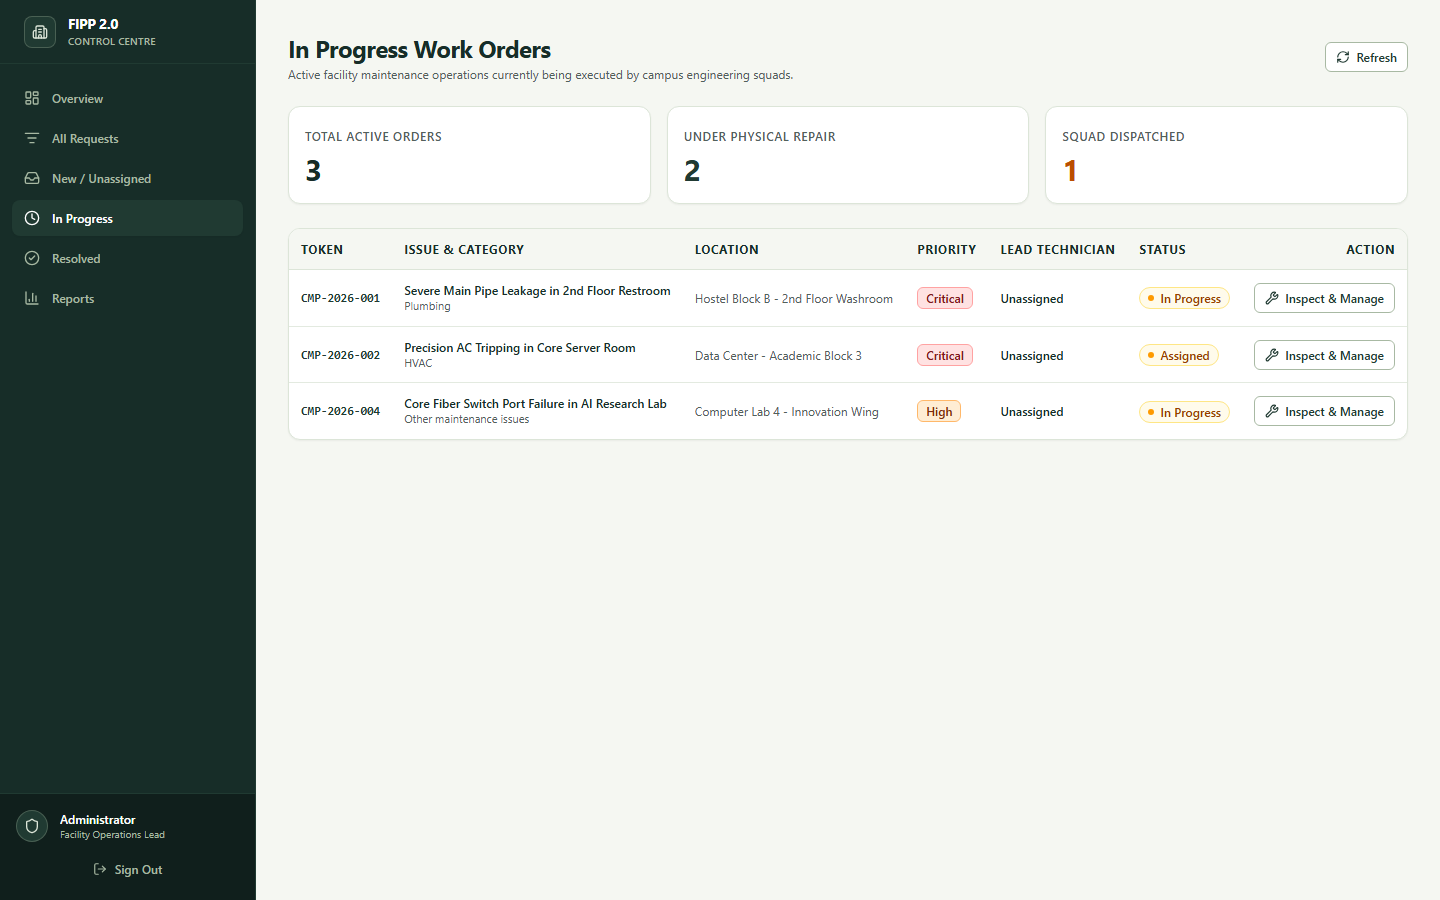 FIPP 2.0
CONTROL CENTRE
Overview
All Requests
New / Unassigned
In Progress
Resolved
Reports
Administrator
Facility Operations Lead
Sign Out
In Progress Work Orders
Active facility maintenance operations currently being executed by campus engineering squads.
Refresh
TOTAL ACTIVE ORDERS
3
UNDER PHYSICAL REPAIR
2
SQUAD DISPATCHED
1
TOKEN ISSUE & CATEGORY LOCATION PRIORITY LEAD TECHNICIAN STATUS ACTION
CMP-2026-001 Severe Main Pipe Leakage in 2nd Floor Restroom Hostel Block B - 2nd Floor Washroom Critical Unassigned In Progress Inspect & Manage
Plumbing
CMP-2026-002 Precision AC Tripping in Core Server Room Data Center - Academic Block 3 Critical Unassigned Assigned Inspect & Manage
HVAC
CMP-2026-004 Core Fiber Switch Port Failure in AI Research Lab Computer Lab 4 - Innovation Wing High Unassigned In Progress Inspect & Manage
Other maintenance issues